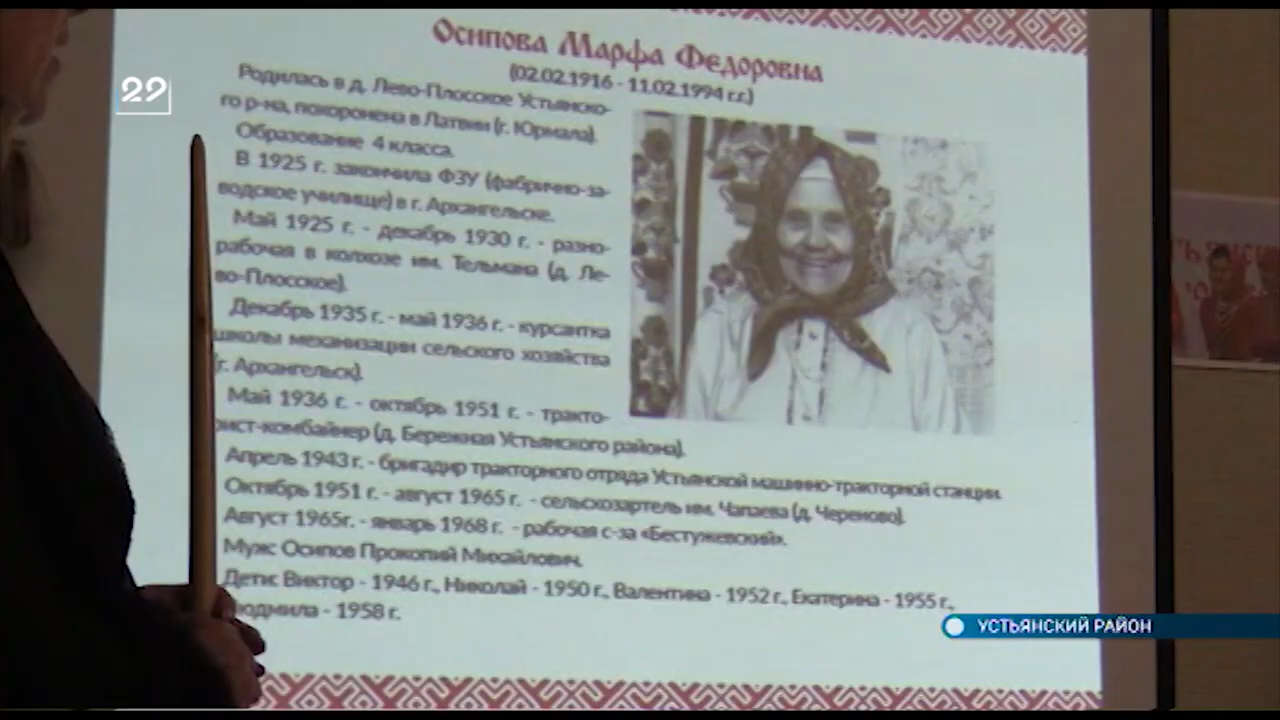 Осипова Марфа Федоровна
(02.02.1916 - 11.02.1994 г.г.)
29
Родилась в д. Лево-Плосское Устьянско-
го р-на, похоронена в Латвии (г. Юрмала).
Образование 4 класса.
В 1925 г. закончила ФЗУ (фабрично-за-
водское училище) в г. Архангельске.
Май 1925 г. - декабрь 1930 г. - разно-
рабочая в колхозе им. Тельмана (д. Ле-
во-Плосское).
Декабрь 1935 г. - май 1936 г. - курсантка
школы механизации сельского хозяйства
(г. Архангельск).
Май 1936 г. - октябрь 1951 г. - тракто-
рист-комбайнер (д. Бережная Устьянского района).
Апрель 1943 г. - бригадир тракторного отряда Устьянской машинно-тракторной станции.
Октябрь 1951 г. - август 1965 г. - сельскохозартель им. Чапаева (д. Череново).
Август 1965г. - январь 1968 г. - рабочая с-за «Бестужевский».
Муж: Осипов Прокопий Михайлович.
Дети: Виктор - 1946 г., Николай - 1950 г., Валентина - 1952 г., Екатерина - 1955 г.,
Людмила - 1958 г.
УСТЬЯНСКИЙ РАЙОН